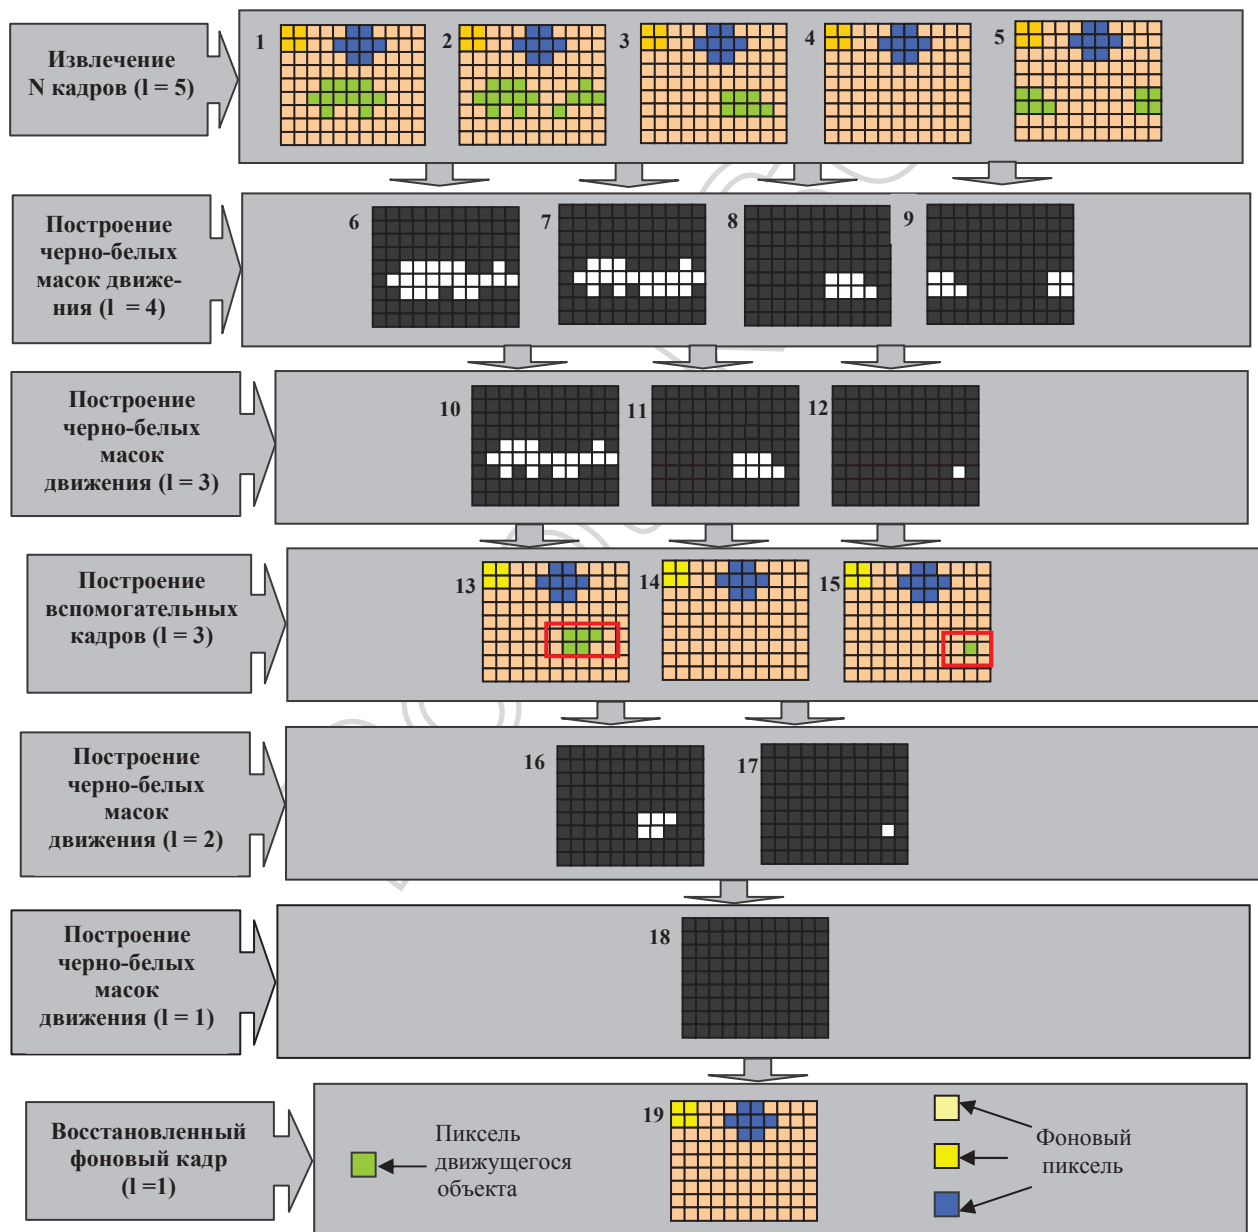 Извлечение
N кадров (l = 5)
1
2
3
4
5
Построение
черно-белых
масок движе-
ния (l = 4)
6
7
8
9
Построение
черно-белых
масок
движения (l = 3)
10
11
12
Построение
вспомогательных
кадров (l = 3)
13
14
15
Построение
черно-белых
масок
движения (l = 2)
16
17
Построение
черно-белых
масок
движения (l = 1)
18
Восстановленный
фоновый кадр
(l =1)
Пиксель
движущегося
объекта
19
Фоновый
пиксель